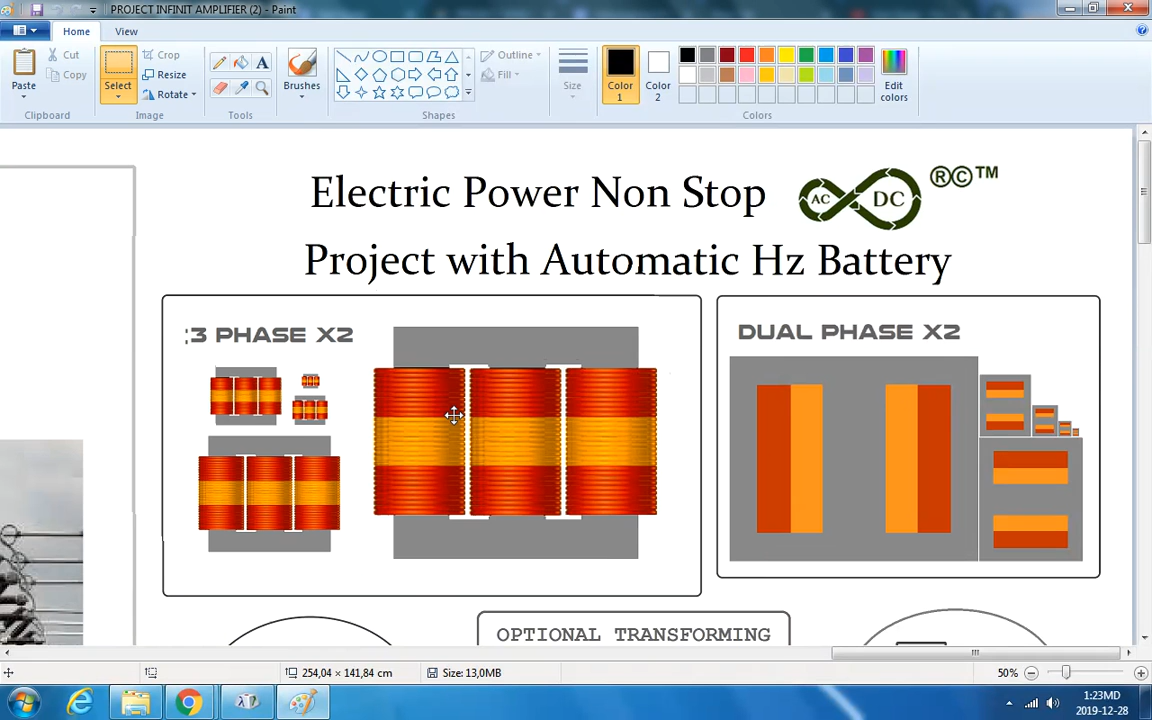 PROJECT INFINIT AMPLIFIER (2) - Paint
Home
View
Paste
Cut
Copy
Clipboard
Select
Crop
Resize
Rotate
Image
Tools
Brushes
Shapes
Outline
Fill
Size
Color 1
Color 2
Edit colors
Colors
Electric Power Non Stop
AC DC ®©™
Project with Automatic Hz Battery
:3 PHASE X2
DUAL PHASE X2
OPTIONAL TRANSFORMING
254,04 × 141,84 cm
Size: 13,0MB
50%
1:23MD
2019-12-28